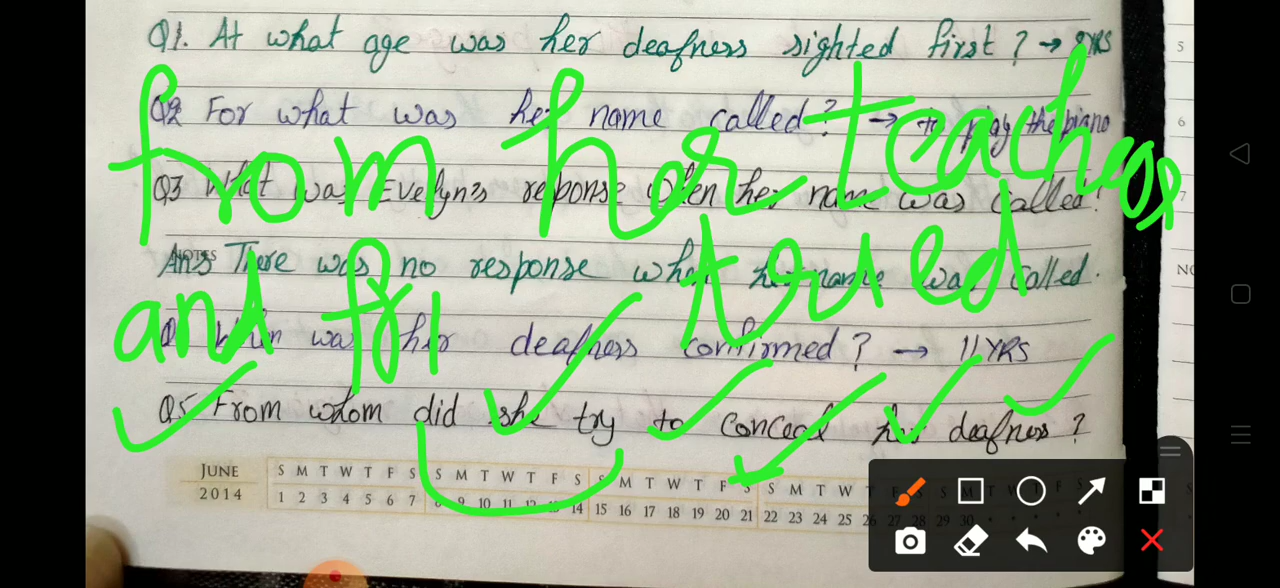 Q1. At what age was her deafness sighted first? → 8YRS
Q2 For what was her name called? → to play the piano
Q3 What was Evelyn's response when her name was called?
NOTES
Ans There was no response when her name was called.
Q When was her deafness confirmed? → 11YRS
Q5 From whom did she try to conceal her deafness?
from her teachers
and fri tried
JUNE
2014
S M T W T F S S M T W T F S S M T W T F S S M T W T
1 2 3 4 5 6 7 8 9 10 11 12 13 14 15 16 17 18 19 20 21 22 23 24 25 26 27 28 29 30
5
6
7